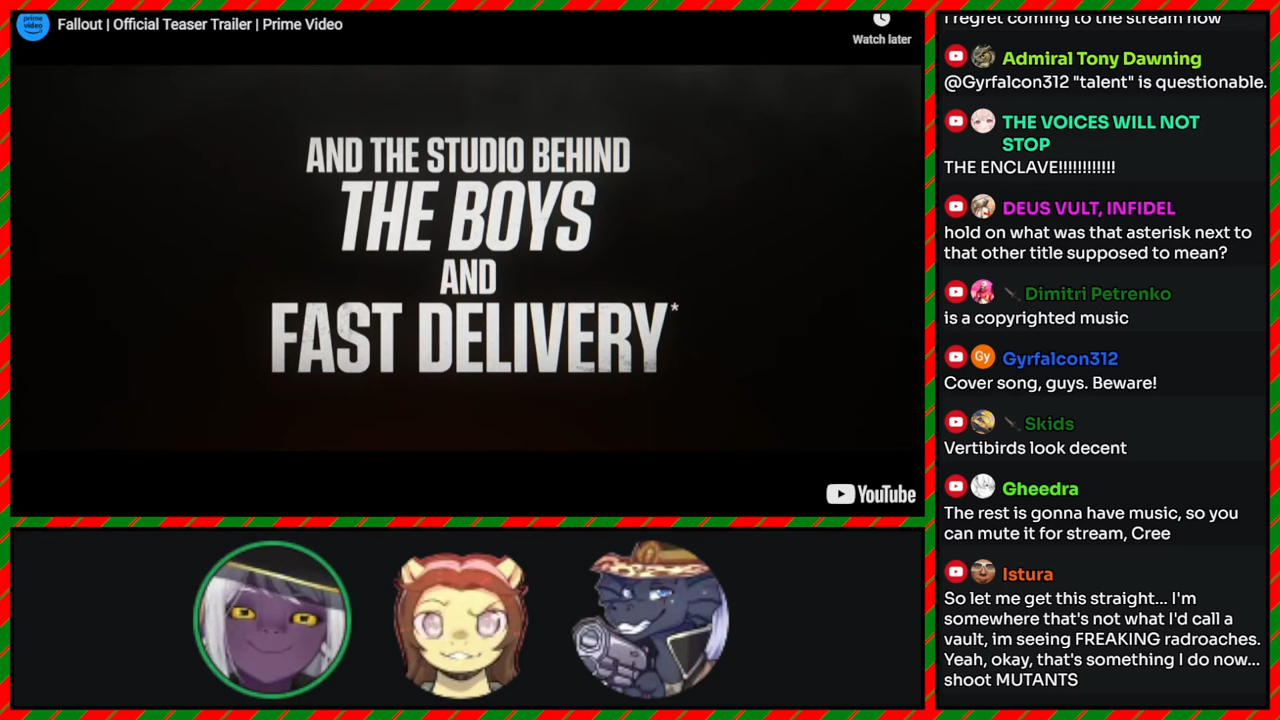 prime video
Fallout | Official Teaser Trailer | Prime Video
Watch later
AND THE STUDIO BEHIND
THE BOYS
AND
FAST DELIVERY*
YouTube
I regret coming to the stream now
Admiral Tony Dawning
@Gyrfalcon312 "talent" is questionable.
THE VOICES WILL NOT
STOP
THE ENCLAVE!!!!!!!!!!!!
DEUS VULT, INFIDEL
hold on what was that asterisk next to
that other title supposed to mean?
Dimitri Petrenko
is a copyrighted music
Gy
Gyrfalcon312
Cover song, guys. Beware!
Skids
Vertibirds look decent
Gheedra
The rest is gonna have music, so you
can mute it for stream, Cree
Istura
So let me get this straight... I'm
somewhere that's not what I'd call a
vault, im seeing FREAKING radroaches.
Yeah, okay, that's something I do now...
shoot MUTANTS